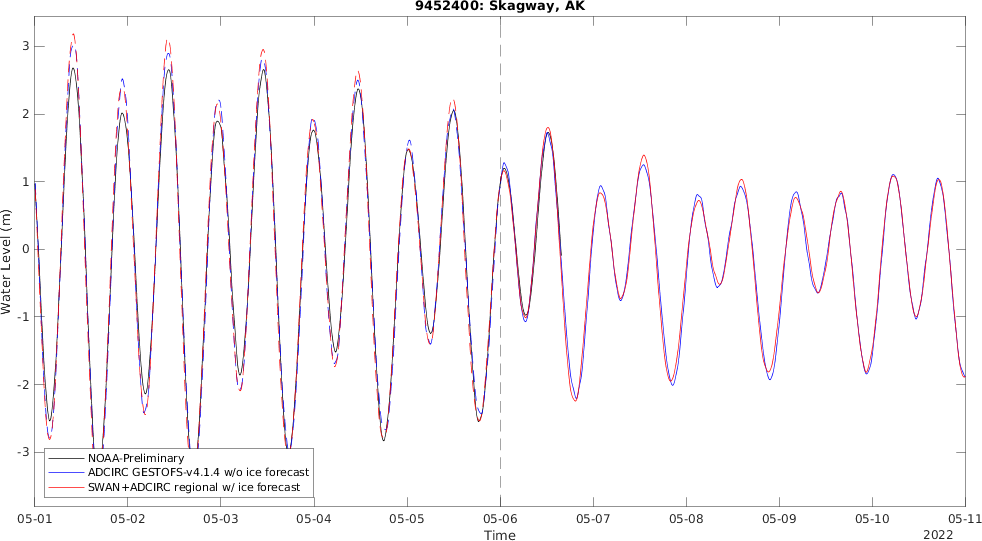 9452400: Skagway, AK
Water Level (m)
3
2
1
0
-1
-2
-3
NOAA-Preliminary
ADCIRC GESTOFS-v4.1.4 w/o ice forecast
SWAN+ADCIRC regional w/ ice forecast
05-01 05-02 05-03 05-04 05-05 05-06 05-07 05-08 05-09 05-10 05-11
Time
2022